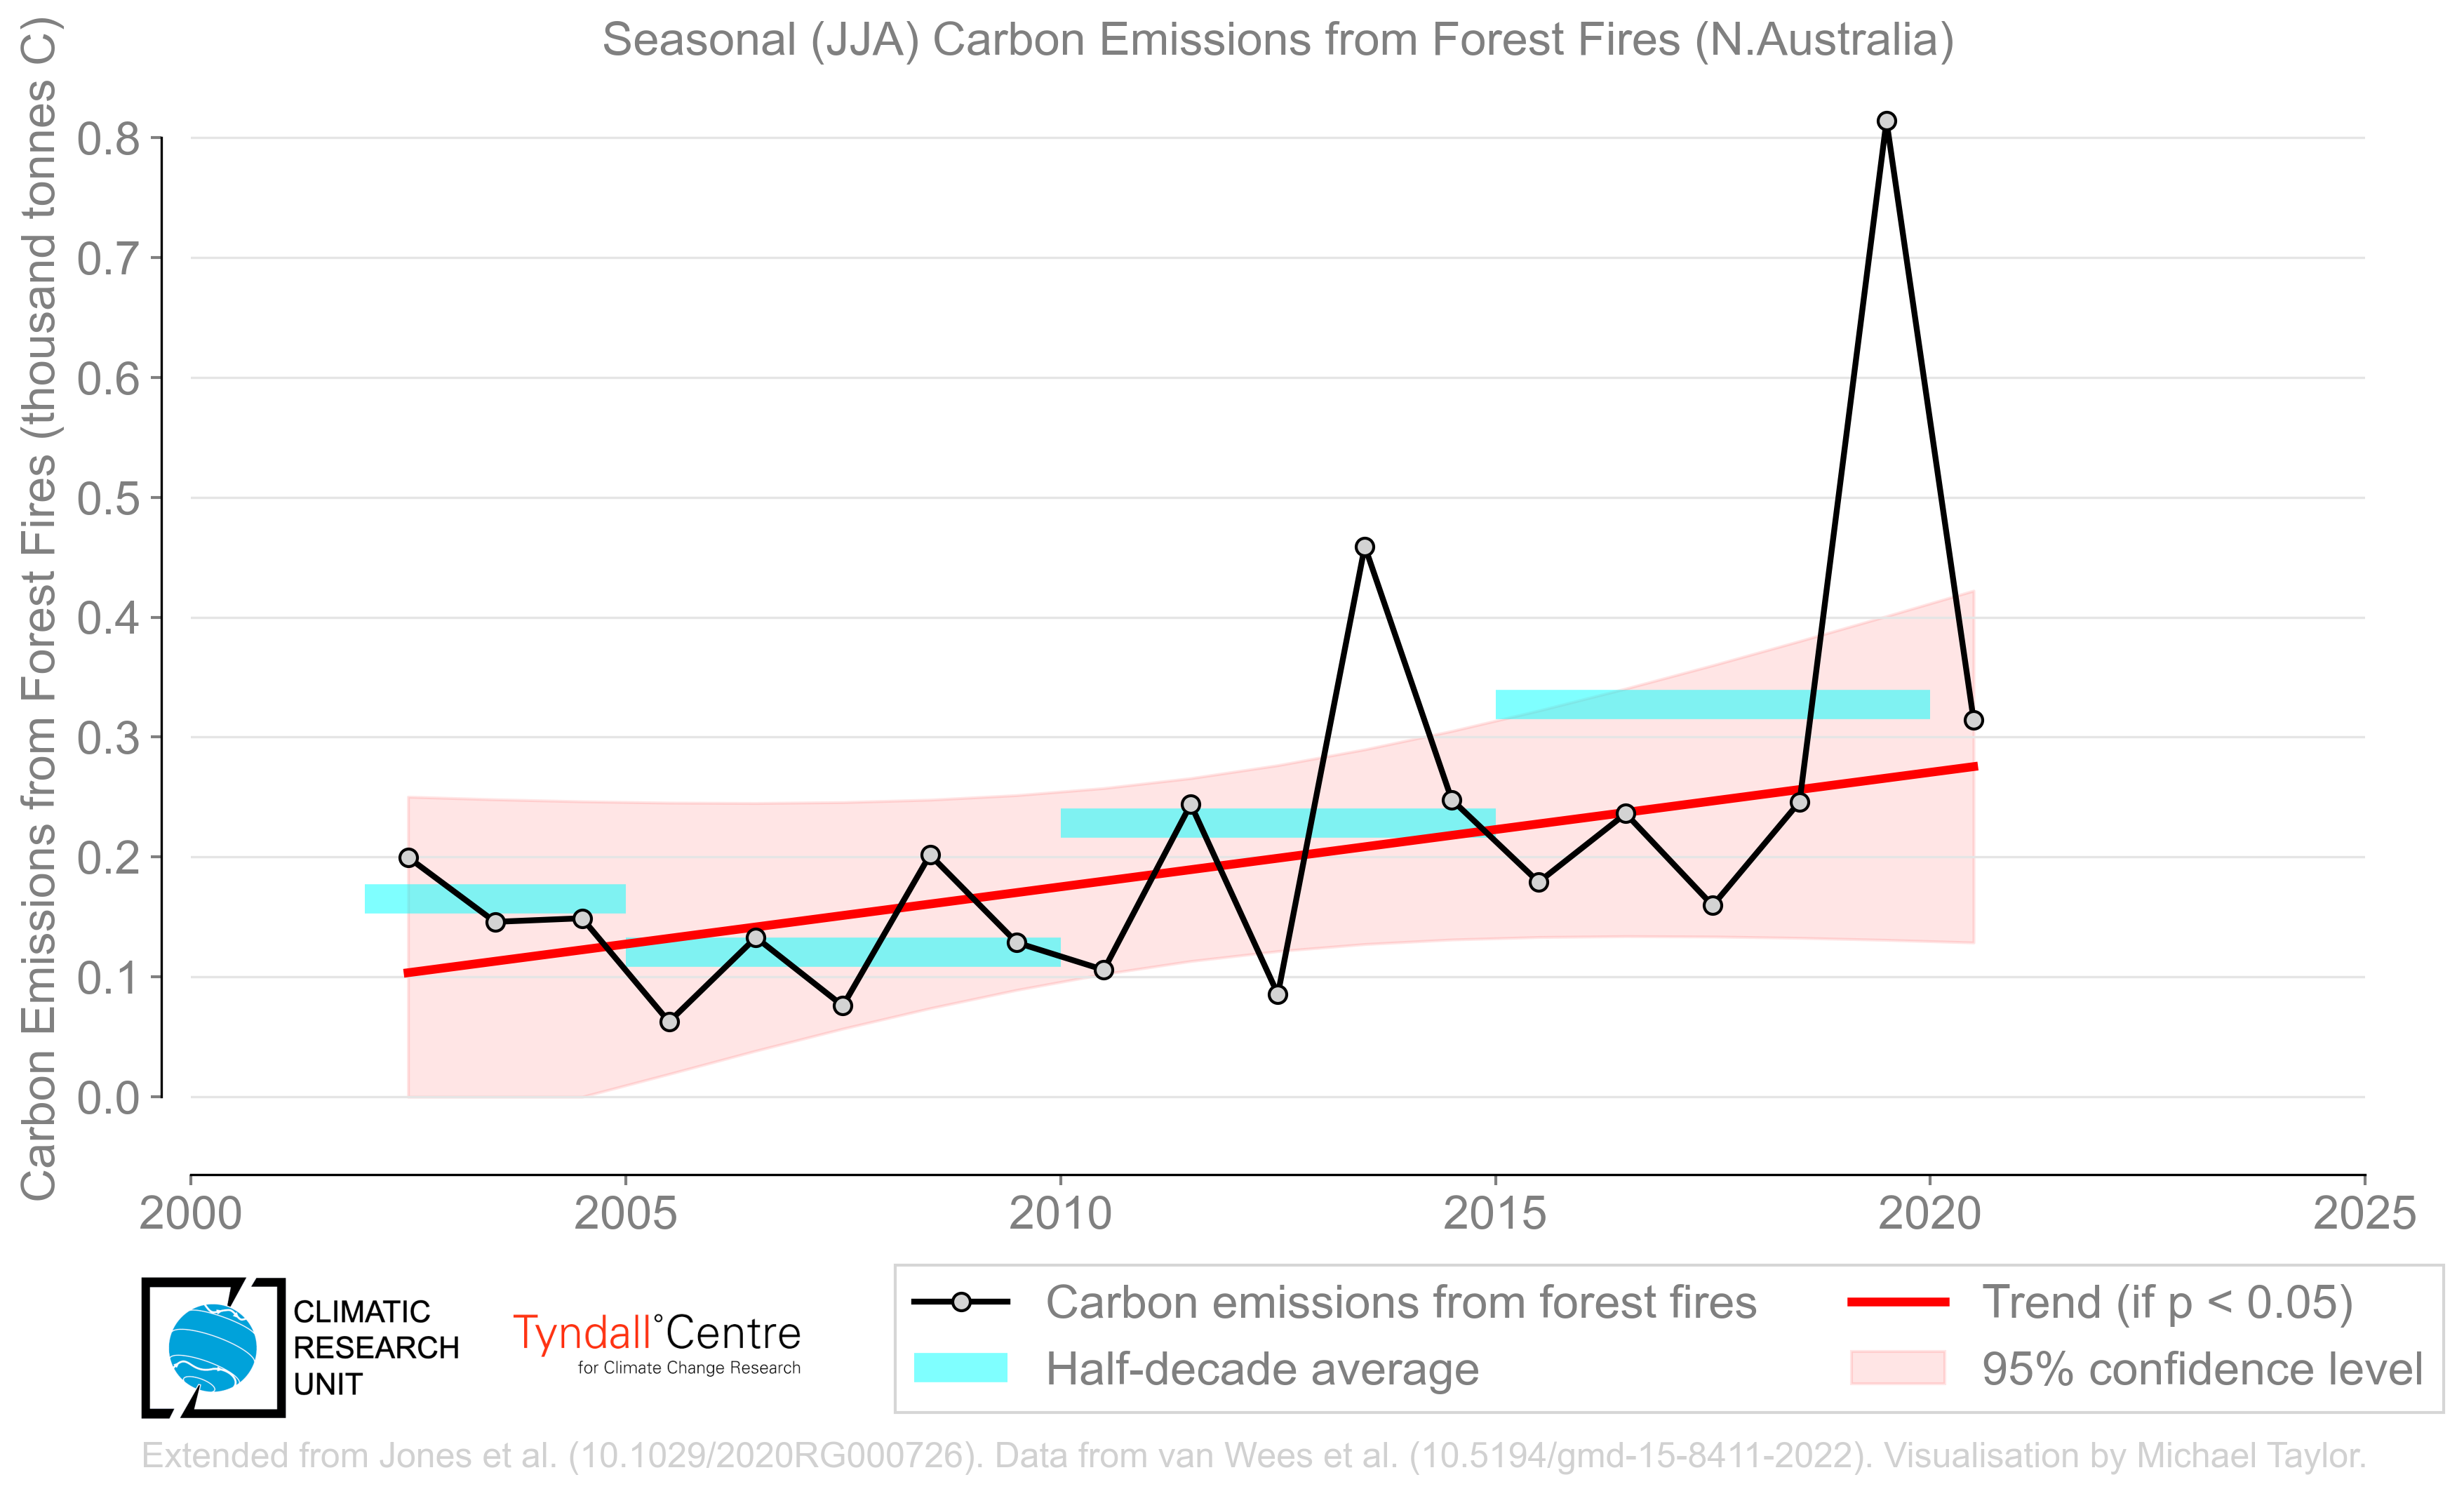 Seasonal (JJA) Carbon Emissions from Forest Fires (N.Australia)
Carbon Emissions from Forest Fires (thousand tonnes C)
0.8
0.7
0.6
0.5
0.4
0.3
0.2
0.1
0.0
2000
2005
2010
2015
2020
2025
CLIMATIC
RESEARCH
UNIT
Tyndall°Centre
for Climate Change Research
Carbon emissions from forest fires
Half-decade average
Trend (if p < 0.05)
95% confidence level
Extended from Jones et al. (10.1029/2020RG000726). Data from van Wees et al. (10.5194/gmd-15-8411-2022). Visualisation by Michael Taylor.